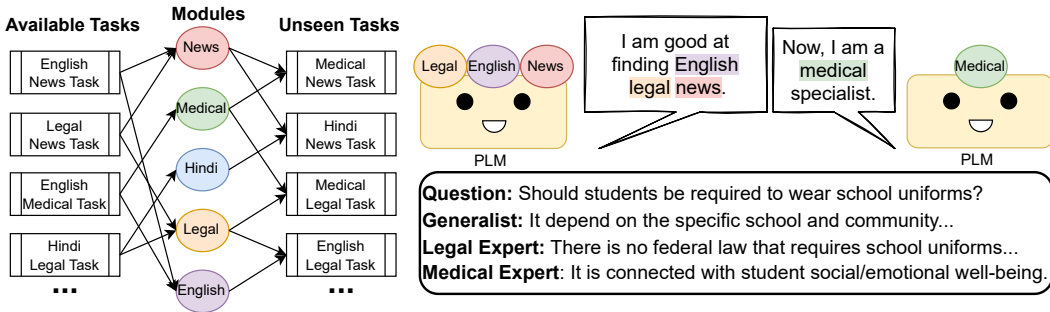 Available Tasks
Modules
Unseen Tasks
English
News Task
Legal
News Task
English
Medical Task
Hindi
Legal Task
...
News
Medical
Hindi
Legal
English
Medical
News Task
Hindi
News Task
Medical
Legal Task
English
Legal Task
...
Legal
English
News
PLM
I am good at
finding English
legal news.
Now, I am a
medical
specialist.
Medical
PLM
Question: Should students be required to wear school uniforms?
Generalist: It depend on the specific school and community...
Legal Expert: There is no federal law that requires school uniforms...
Medical Expert: It is connected with student social/emotional well-being.